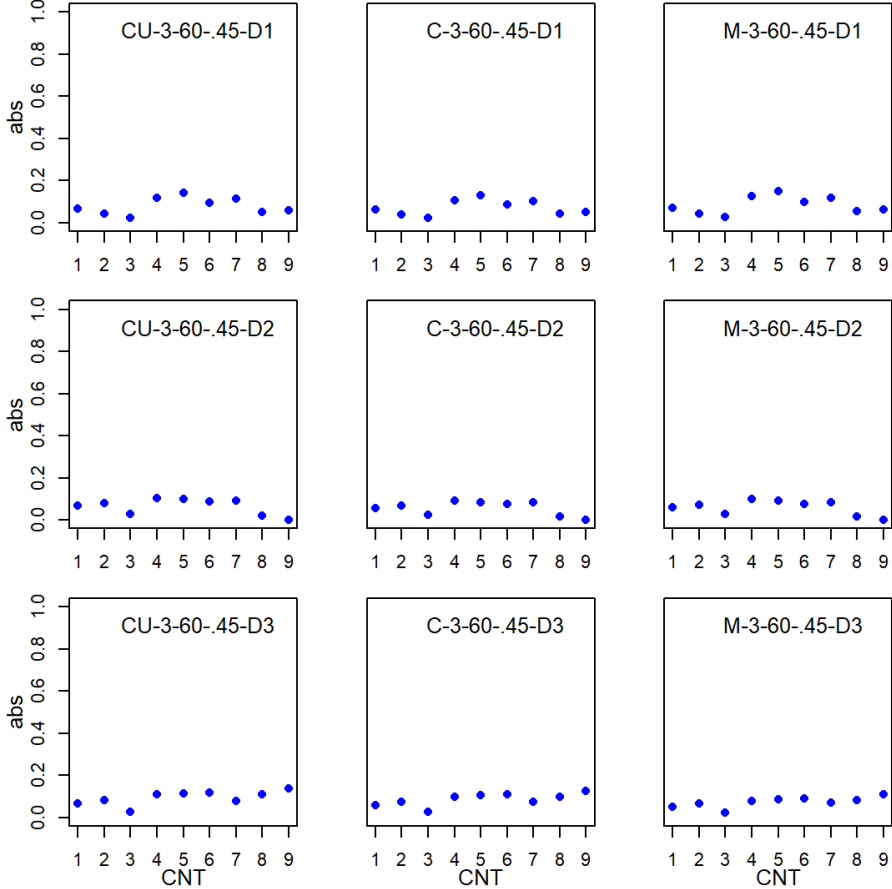 CU-3-60-.45-D1
C-3-60-.45-D1
M-3-60-.45-D1
abs
0.0 0.2 0.4 0.6 0.8 1.0
1 2 3 4 5 6 7 8 9
1 2 3 4 5 6 7 8 9
1 2 3 4 5 6 7 8 9
CU-3-60-.45-D2
C-3-60-.45-D2
M-3-60-.45-D2
abs
0.0 0.2 0.4 0.6 0.8 1.0
1 2 3 4 5 6 7 8 9
1 2 3 4 5 6 7 8 9
1 2 3 4 5 6 7 8 9
CU-3-60-.45-D3
C-3-60-.45-D3
M-3-60-.45-D3
abs
0.0 0.2 0.4 0.6 0.8 1.0
1 2 3 4 5 6 7 8 9
1 2 3 4 5 6 7 8 9
1 2 3 4 5 6 7 8 9
CNT
CNT
CNT